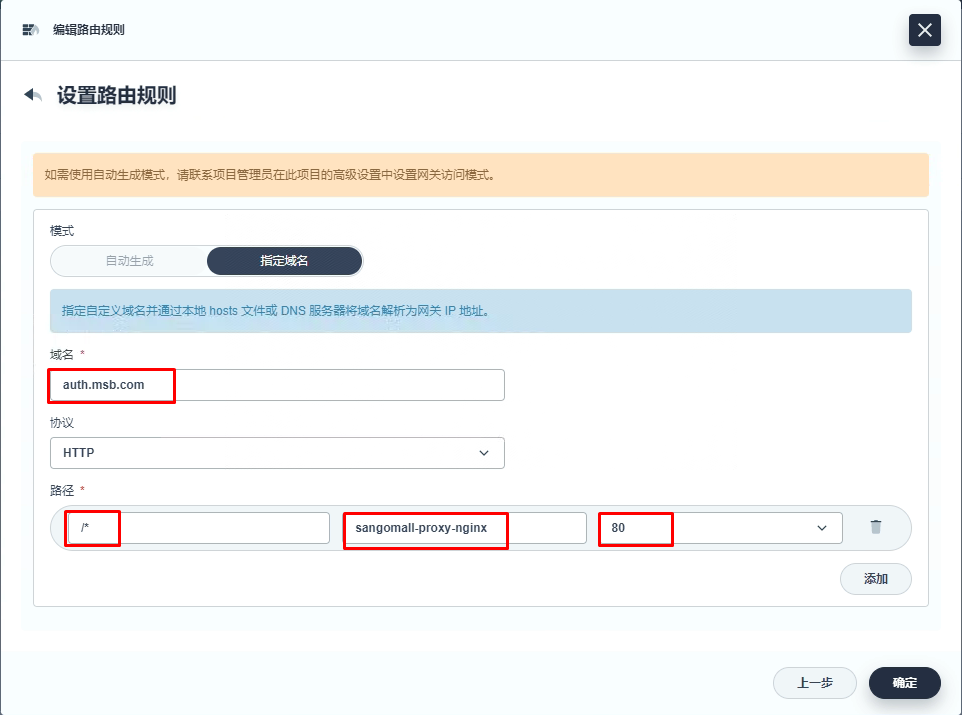 编辑路由规则
设置路由规则
如需使用自动生成模式，请联系项目管理员在此项目的高级设置中设置网关访问模式。
模式
自动生成 指定域名
指定自定义域名并通过本地 hosts 文件或 DNS 服务器将域名解析为网关 IP 地址。
域名 *
auth.msb.com
协议
HTTP
路径 *
/* sangomall-proxy-nginx 80
添加
上一步 确定